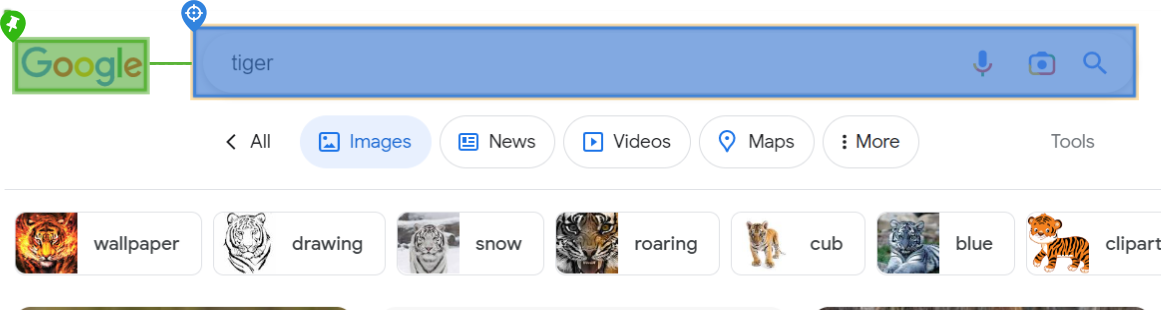 Google tiger
All Images News Videos Maps More Tools
wallpaper drawing snow roaring cub blue clipart